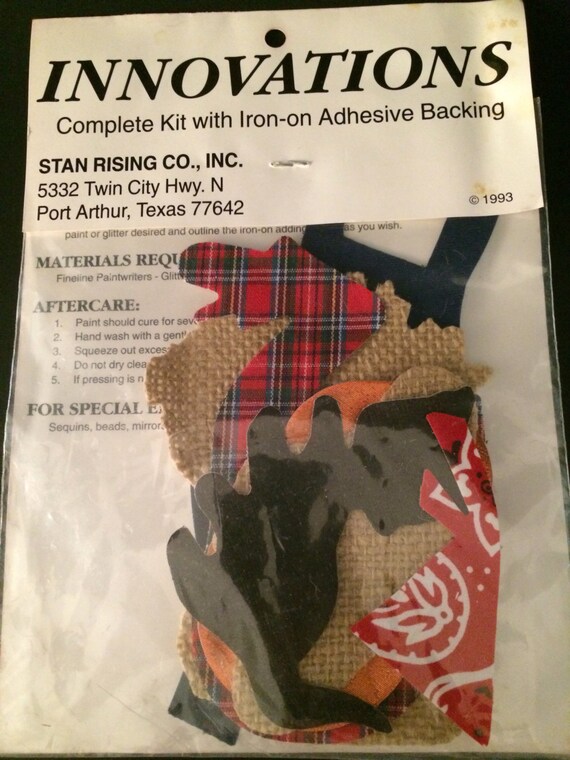 INNOVATIONS
Complete Kit with Iron-on Adhesive Backing
STAN RISING CO., INC.
5332 Twin City Hwy. N
Port Arthur, Texas 77642
© 1993
paint or glitter desired and outline the iron-on adding as you wish.
MATERIALS REQU
Fineline Paintwriters - Glitt
AFTERCARE:
1. Paint should cure for sev
2. Hand wash with a gentl
3. Squeeze out excess
4. Do not dry clea
5. If pressing is n
FOR SPECIAL E
Sequins, beads, mirror